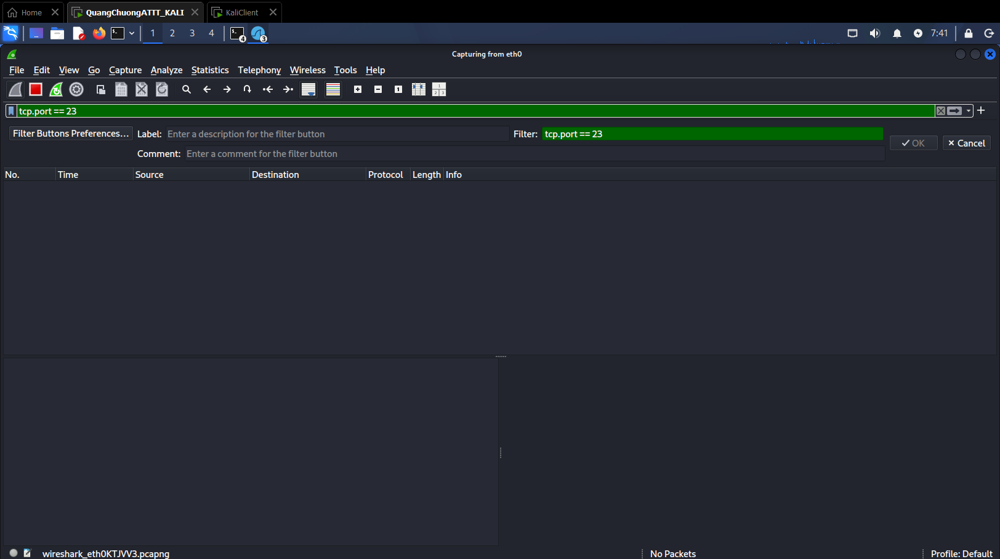 Home QuangChuongATTT_KALI KaliClient
1 2 3 4 4 3 7:41
Capturing from eth0
File Edit View Go Capture Analyze Statistics Telephony Wireless Tools Help
tcp.port == 23
Filter Buttons Preferences... Label: Enter a description for the filter button Filter: tcp.port == 23
OK Cancel
Comment: Enter a comment for the filter button
No. Time Source Destination Protocol Length Info
wireshark_eth0KTJVV3.pcapng No Packets Profile: Default